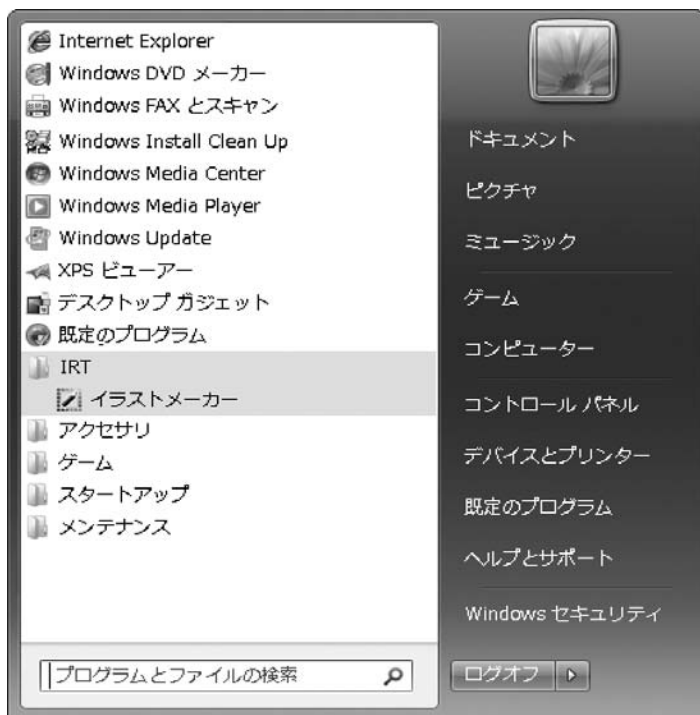 Internet Explorer
Windows DVD メーカー
Windows FAX とスキャン
Windows Install Clean Up
Windows Media Center
Windows Media Player
Windows Update
XPS ビューアー
デスクトップ ガジェット
既定のプログラム
IRT
イラストメーカー
アクセサリ
ゲーム
スタートアップ
メンテナンス
プログラムとファイルの検索
ドキュメント
ピクチャ
ミュージック
ゲーム
コンピューター
コントロール パネル
デバイスとプリンター
既定のプログラム
ヘルプとサポート
Windows セキュリティ
ログオフ